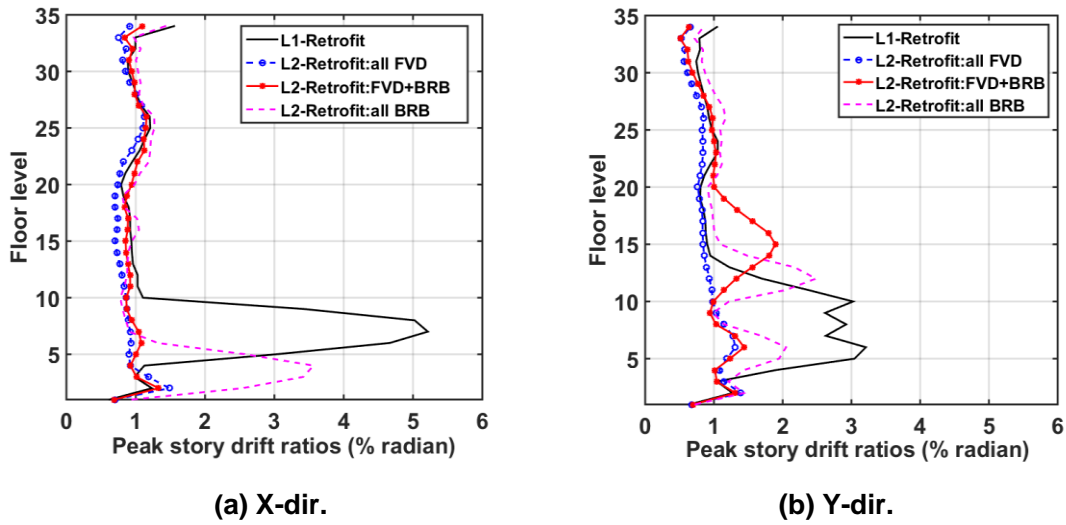 35
30
25
20
15
10
5
0 1 2 3 4 5 6
Floor level
Peak story drift ratios (% radian)
L1-Retrofit
L2-Retrofit:all FVD
L2-Retrofit:FVD+BRB
L2-Retrofit:all BRB
(a) X-dir.
35
30
25
20
15
10
5
0 1 2 3 4 5 6
Floor level
Peak story drift ratios (% radian)
L1-Retrofit
L2-Retrofit:all FVD
L2-Retrofit:FVD+BRB
L2-Retrofit:all BRB
(b) Y-dir.